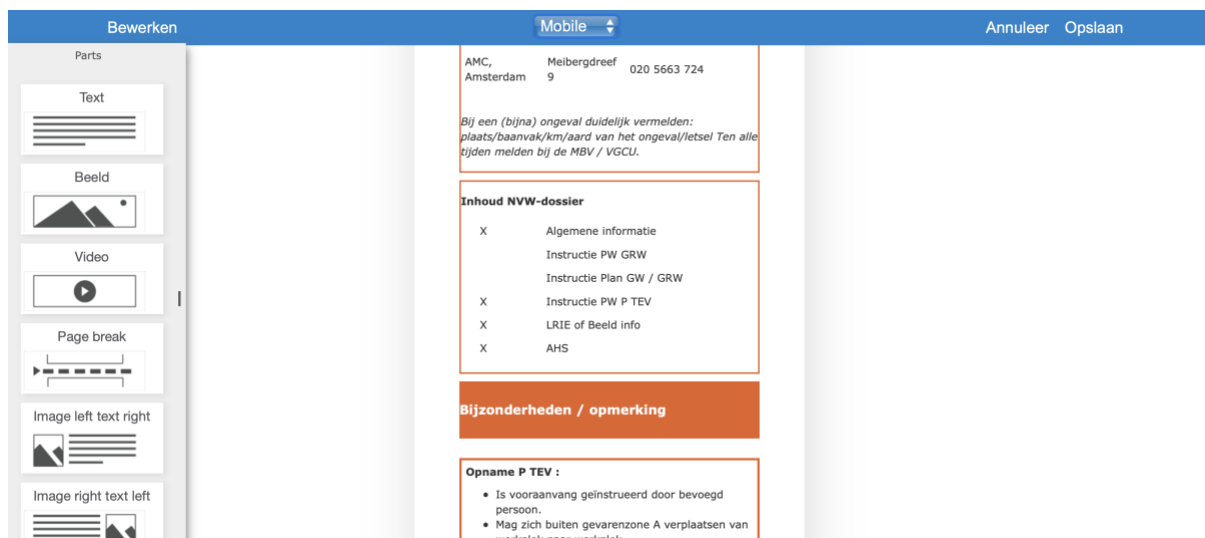 Bewerken
Mobile
Annuleer Opslaan
Parts
Text
Beeld
Video
Page break
Image left text right
Image right text left
AMC, Meibergdreef 020 5663 724
Amsterdam 9
Bij een (bijna) ongeval duidelijk vermelden:
plaats/baanvak/km/aard van het ongeval/letsel Ten alle
tijden melden bij de MBV / VGCU.
Inhoud NVW-dossier
X Algemene informatie
Instructie PW GRW
Instructie Plan GW / GRW
X Instructie PW P TEV
X LRIE of Beeld info
X AHS
Bijzonderheden / opmerking
Opname P TEV :
• Is vooraanvang geïnstrueerd door bevoegd
persoon.
• Mag zich buiten gevarenzone A verplaatsen van